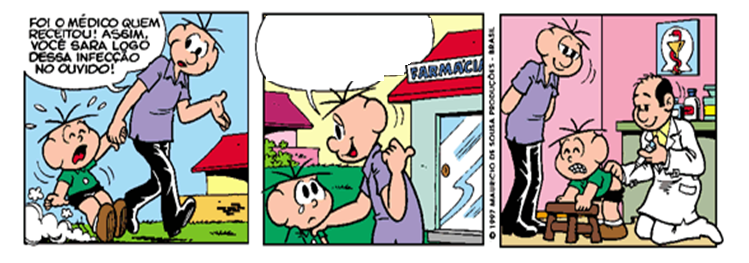 FOI O MÉDICO QUEM
RECEITOU! ASSIM,
VOCÊ SARA LOGO
DESSA INFECÇÃO
NO OUVIDO!
FARMÁCIA
© 1997 MAURICIO DE SOUSA PRODUÇÕES - BRASIL